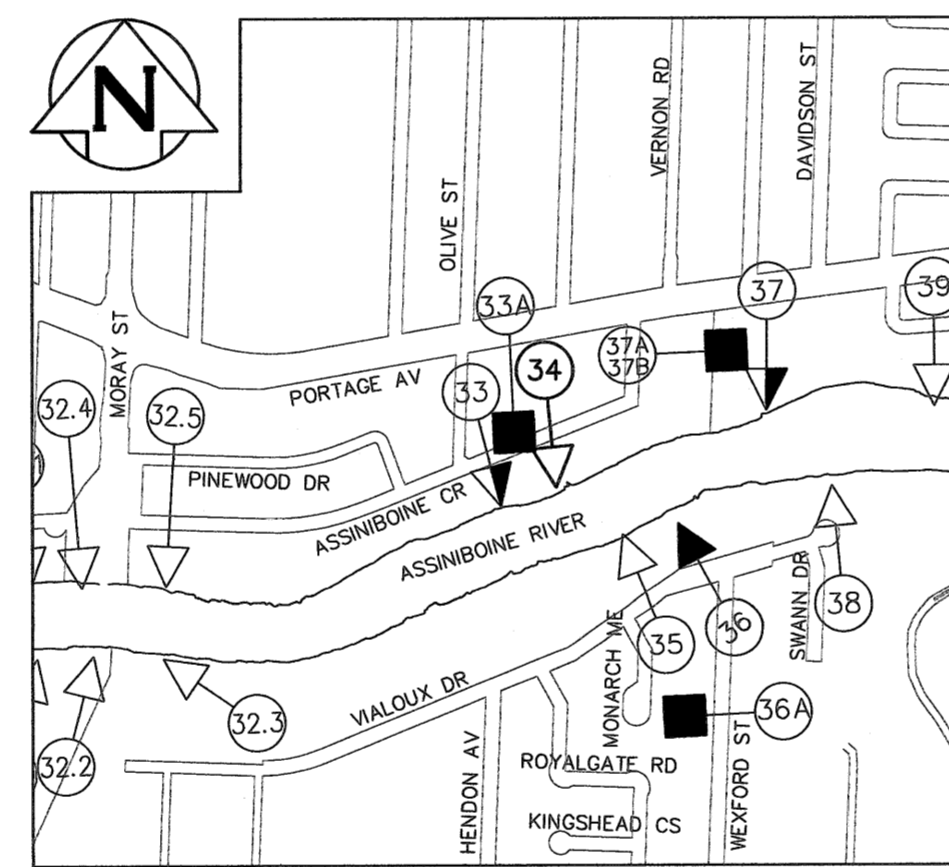 N
VERNON RD
DAVIDSON ST
OLIVE ST
33A
37
39
MORAY ST
37A
37B
34
33
PORTAGE AV
32.4
32.5
PINEWOOD DR
ASSINIBOINE CR
ASSINIBOINE RIVER
35
36
38
SWANN DR
MONARCH ME
VIALOUX DR
32.3
36A
32.2
HENDON AV
ROYALGATE RD
WEXFORD ST
KINGSHEAD CS